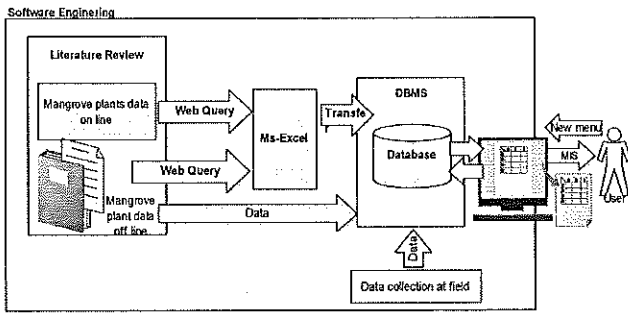 Software Enginering
Literature Review
Mangrove plants data
on line
Web Query
Ms-Excel
Transfe
DBMS
Database
New menu
MIS
User
Web Query
Mangrove
plant data
off line
Data
Data
Data collection at field